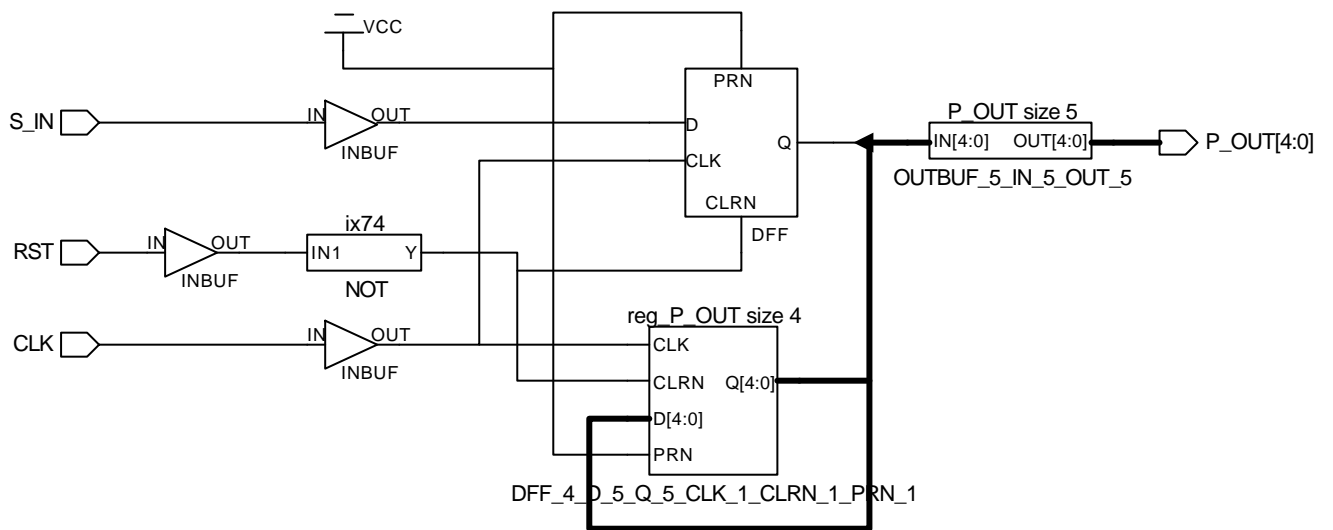 VCC
PRN
S_IN
IN
OUT
INBUF
D
CLK
Q
CLRN
DFF
P_OUT size 5
IN[4:0]
OUT[4:0]
OUTBUF_5_IN_5_OUT_5
P_OUT[4:0]
RST
IN
OUT
INBUF
ix74
IN1
Y
NOT
CLK
IN
OUT
INBUF
reg_P_OUT size 4
CLK
CLRN
Q[4:0]
D[4:0]
PRN
DFF_4_D_5_Q_5_CLK_1_CLRN_1_PRN_1